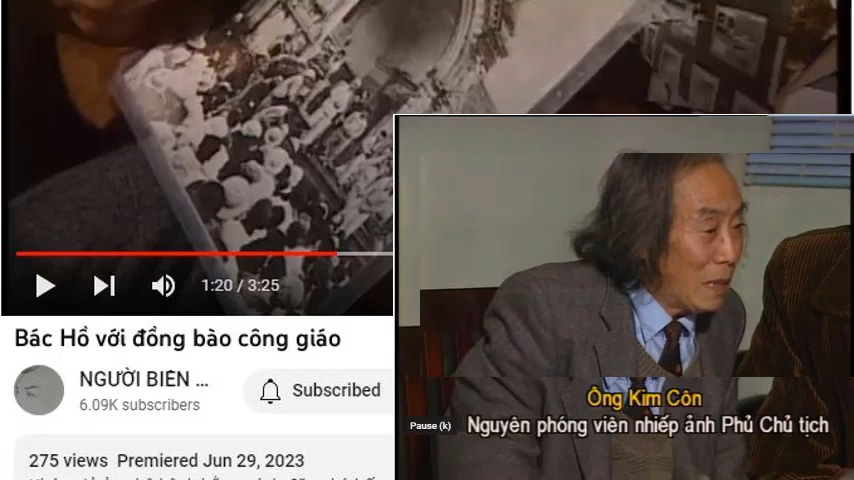 1:20 / 3:25
Bác Hồ với đồng bào công giáo
NGƯỜI BIÊN ...
6.09K subscribers
Subscribed
275 views Premiered Jun 29, 2023
Ông Kim Côn
Pause (k)
Nguyên phóng viên nhiếp ảnh Phủ Chủ tịch